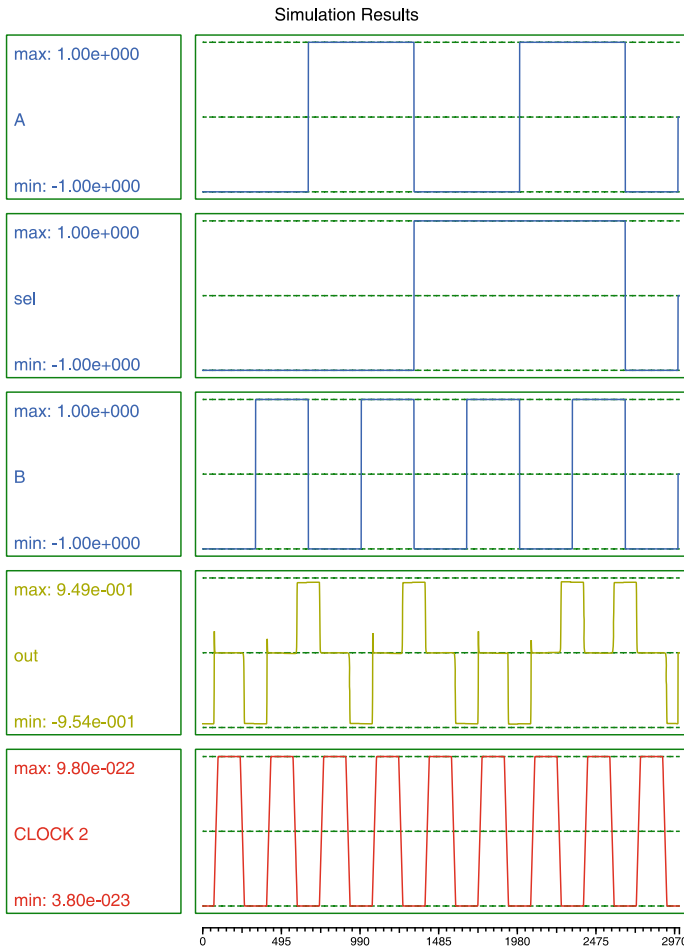 Simulation Results
max: 1.00e+000
A
min: -1.00e+000
max: 1.00e+000
sel
min: -1.00e+000
max: 1.00e+000
B
min: -1.00e+000
max: 9.49e-001
out
min: -9.54e-001
max: 9.80e-022
CLOCK 2
min: 3.80e-023
0 495 990 1485 1980 2475 2970